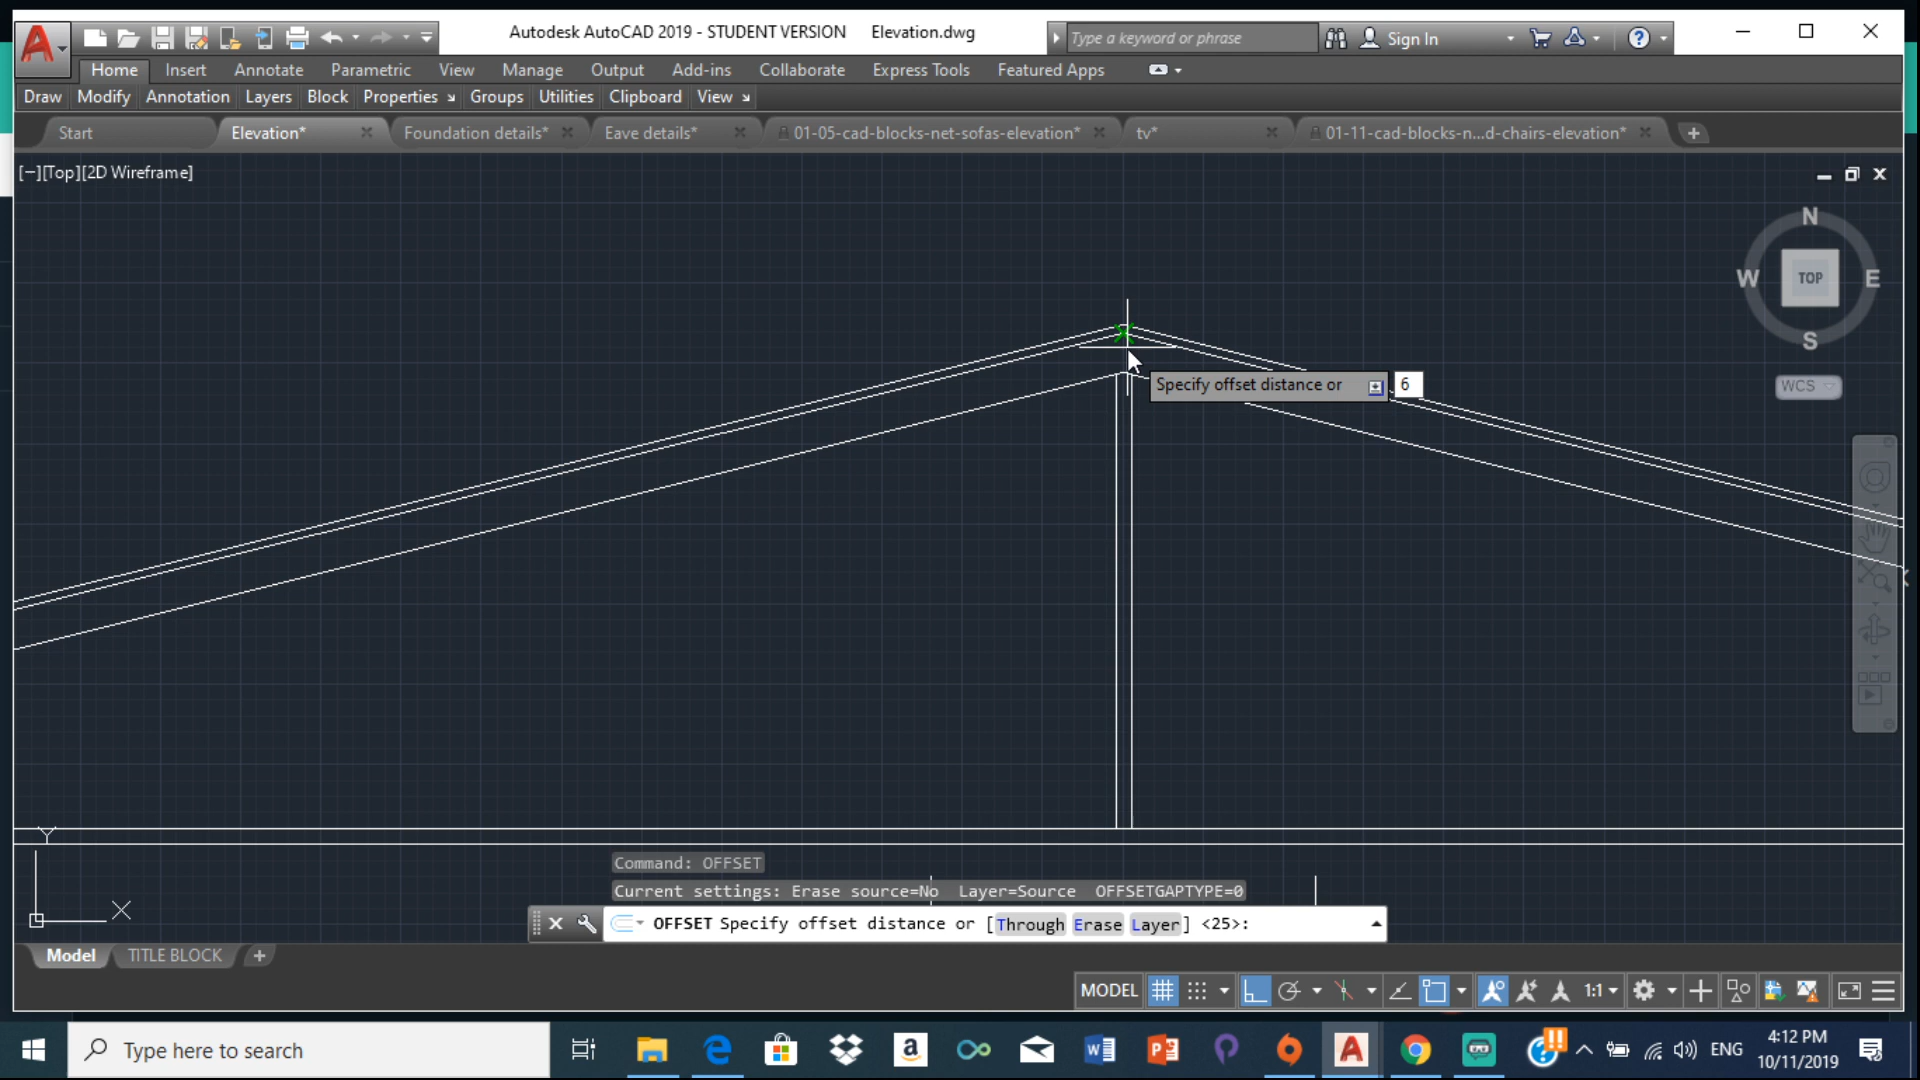 Autodesk AutoCAD 2019 - STUDENT VERSION Elevation.dwg
Type a keyword or phrase
Sign In
Home Insert Annotate Parametric View Manage Output Add-ins Collaborate Express Tools Featured Apps
Draw Modify Annotation Layers Block Properties Groups Utilities Clipboard View
Start Elevation* Foundation details* Eave details* 01-05-cad-blocks-net-sofas-elevation* tv* 01-11-cad-blocks-n...d-chairs-elevation* +
[−][Top][2D Wireframe]
N
W TOP E
S
WCS
Specify offset distance or 6
Y
X
Command: OFFSET
Current settings: Erase source=No Layer=Source OFFSETGAPTYPE=0
OFFSET Specify offset distance or [Through Erase Layer] <25>:
Model TITLE BLOCK +
MODEL 1:1
Type here to search
ENG
4:12 PM
10/11/2019